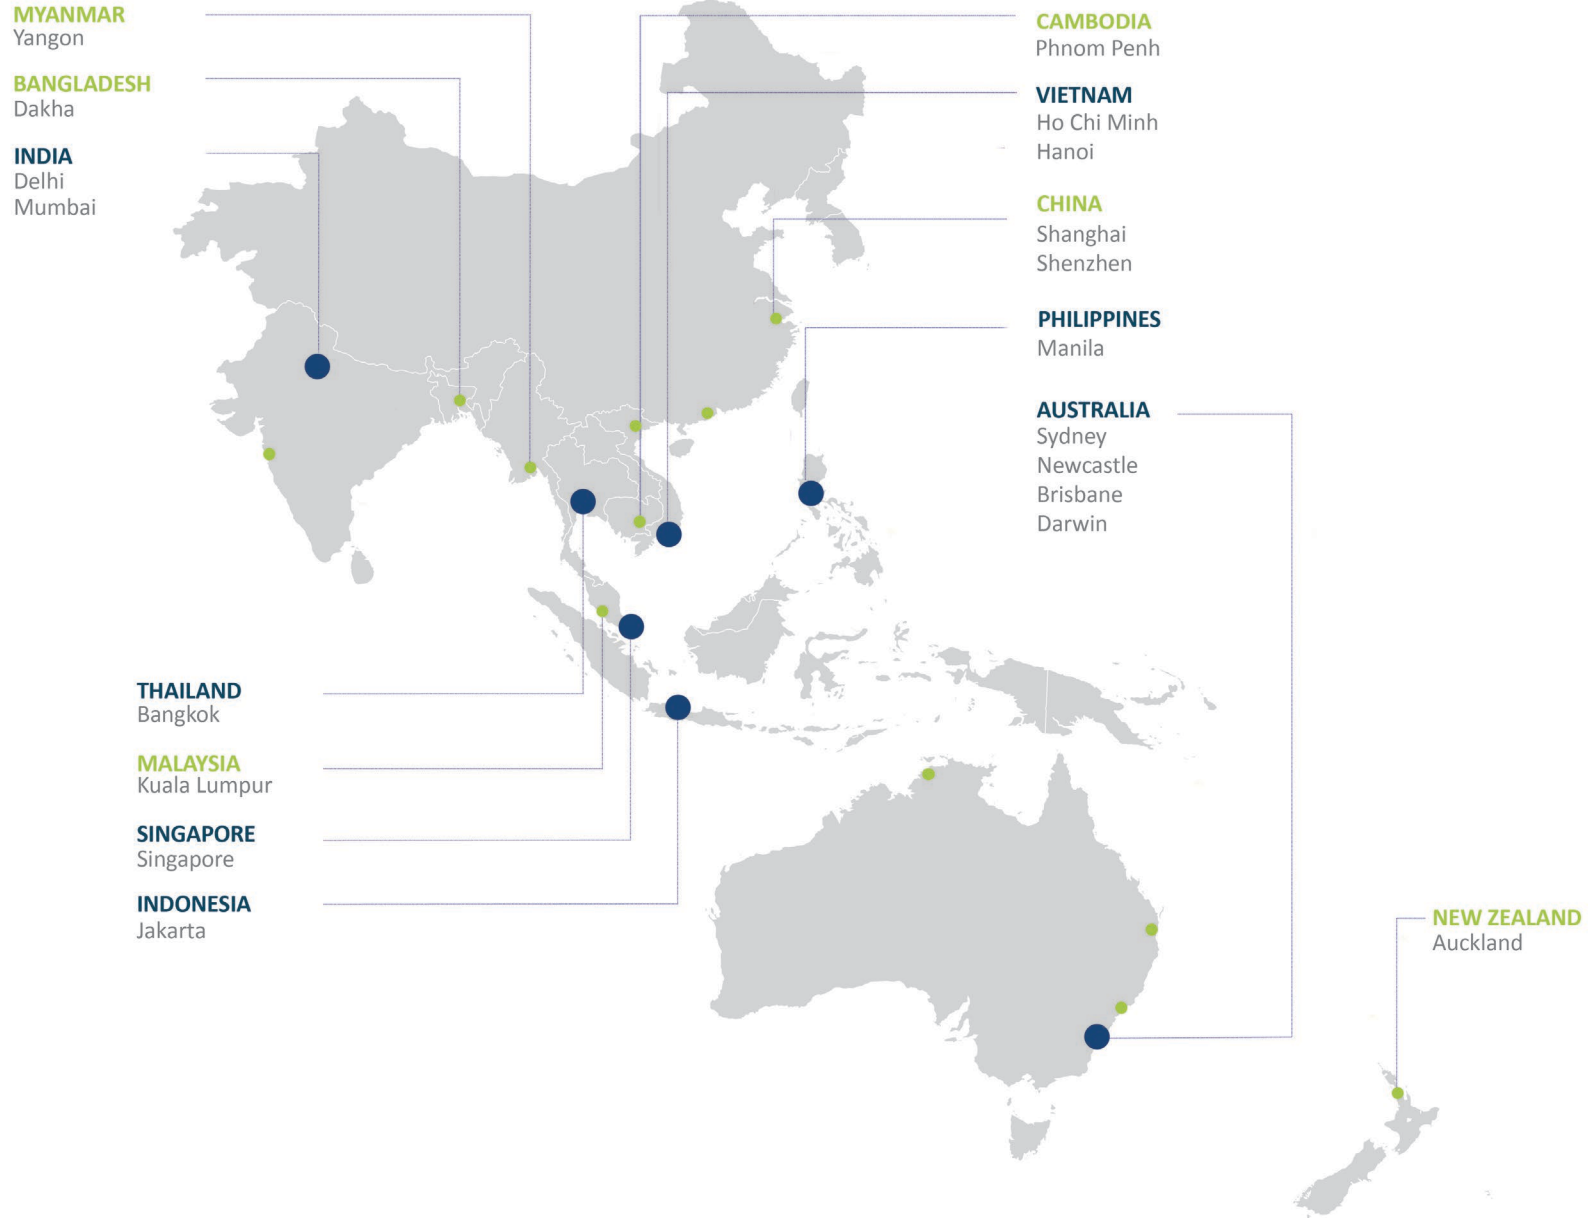 MYANMAR
Yangon
BANGLADESH
Dakha
INDIA
Delhi
Mumbai
CAMBODIA
Phnom Penh
VIETNAM
Ho Chi Minh
Hanoi
CHINA
Shanghai
Shenzhen
PHILIPPINES
Manila
AUSTRALIA
Sydney
Newcastle
Brisbane
Darwin
THAILAND
Bangkok
MALAYSIA
Kuala Lumpur
SINGAPORE
Singapore
INDONESIA
Jakarta
NEW ZEALAND
Auckland